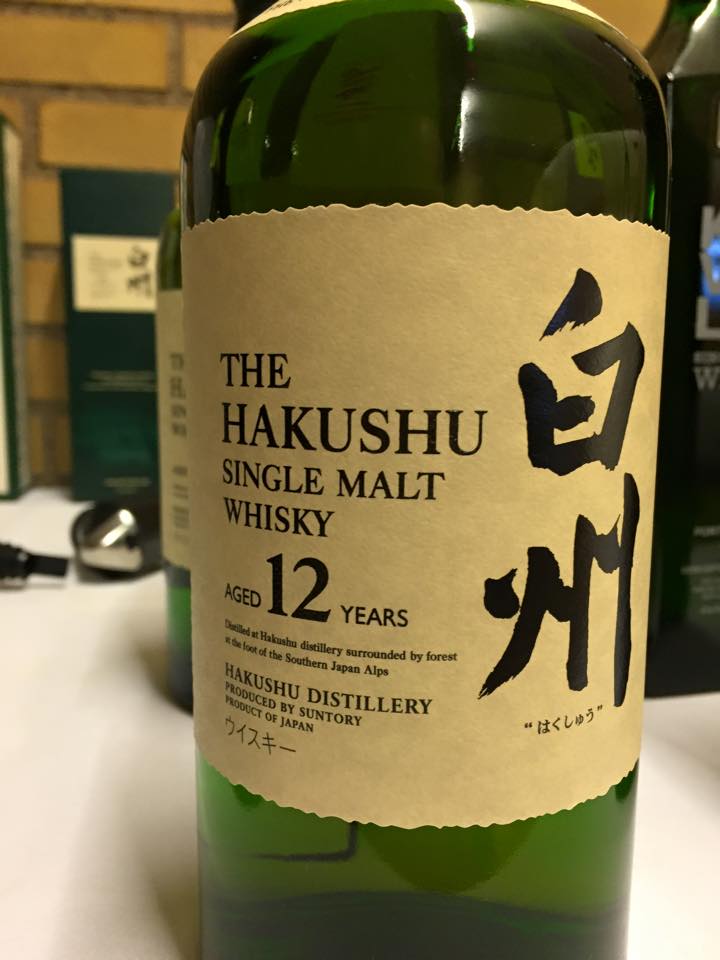 THE
HAKUSHU
SINGLE MALT
WHISKY
AGED 12 YEARS
Distilled at Hakushu distillery surrounded by forest
at the foot of the Southern Japan Alps
HAKUSHU DISTILLERY
PRODUCED BY SUNTORY
PRODUCT OF JAPAN
ウイスキー
白州
“はくしゅう”
白州